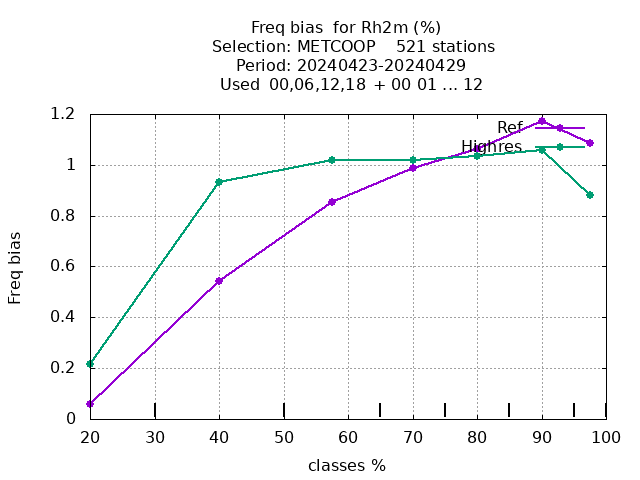 Freq bias  for Rh2m (%)
Selection: METCOOP    521 stations
Period: 20240423-20240429
Used  00,06,12,18  + 00 01 ... 12
Ref
Highres
1.2
1
0.8
0.6
0.4
0.2
0
Freq bias
20 30 40 50 60 70 80 90 100
classes %